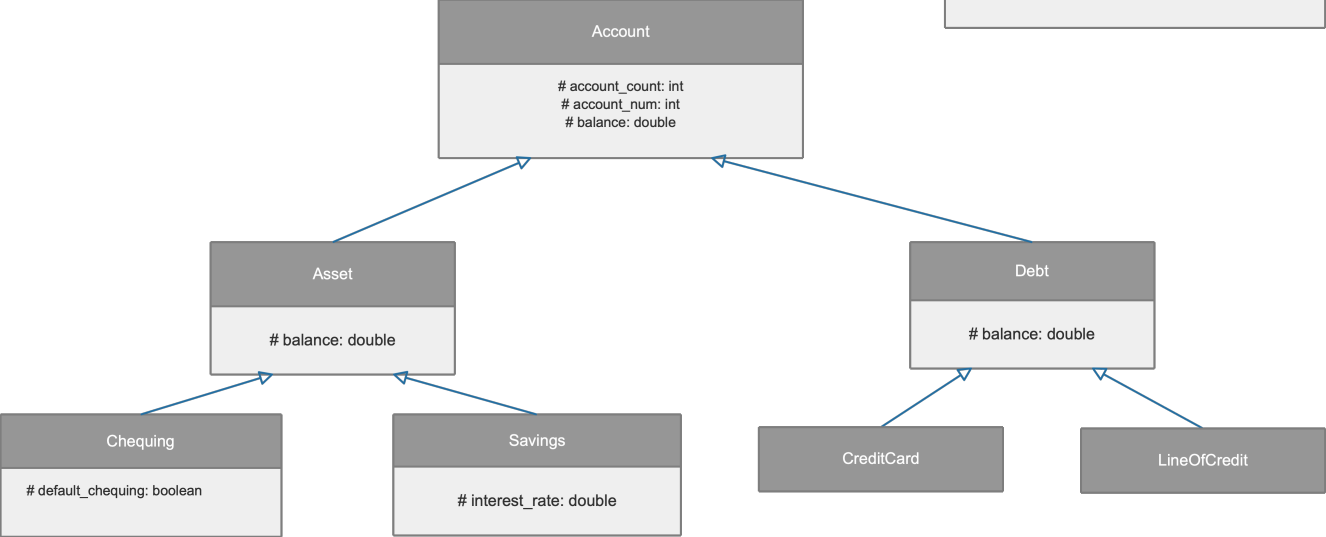 Account
# account_count: int
# account_num: int
# balance: double
Asset
# balance: double
Debt
# balance: double
Chequing
# default_chequing: boolean
Savings
# interest_rate: double
CreditCard
LineOfCredit